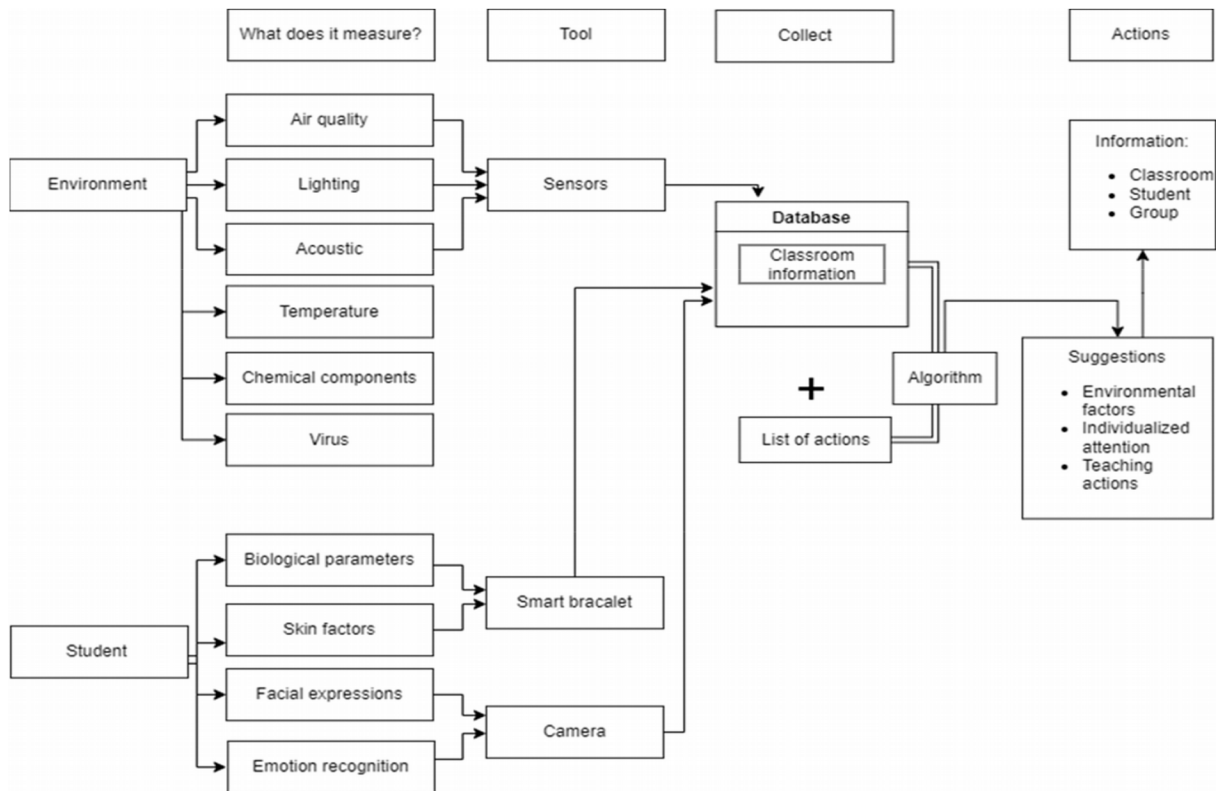 What does it measure?
Tool
Collect
Actions
Air quality
Environment
Lighting
Acoustic
Temperature
Chemical components
Virus
Sensors
Database
Classroom
information
+
List of actions
Algorithm
Information:
• Classroom
• Student
• Group
Suggestions
• Environmental
factors
• Individualized
attention
• Teaching
actions
Student
Biological parameters
Skin factors
Facial expressions
Emotion recognition
Smart bracalet
Camera